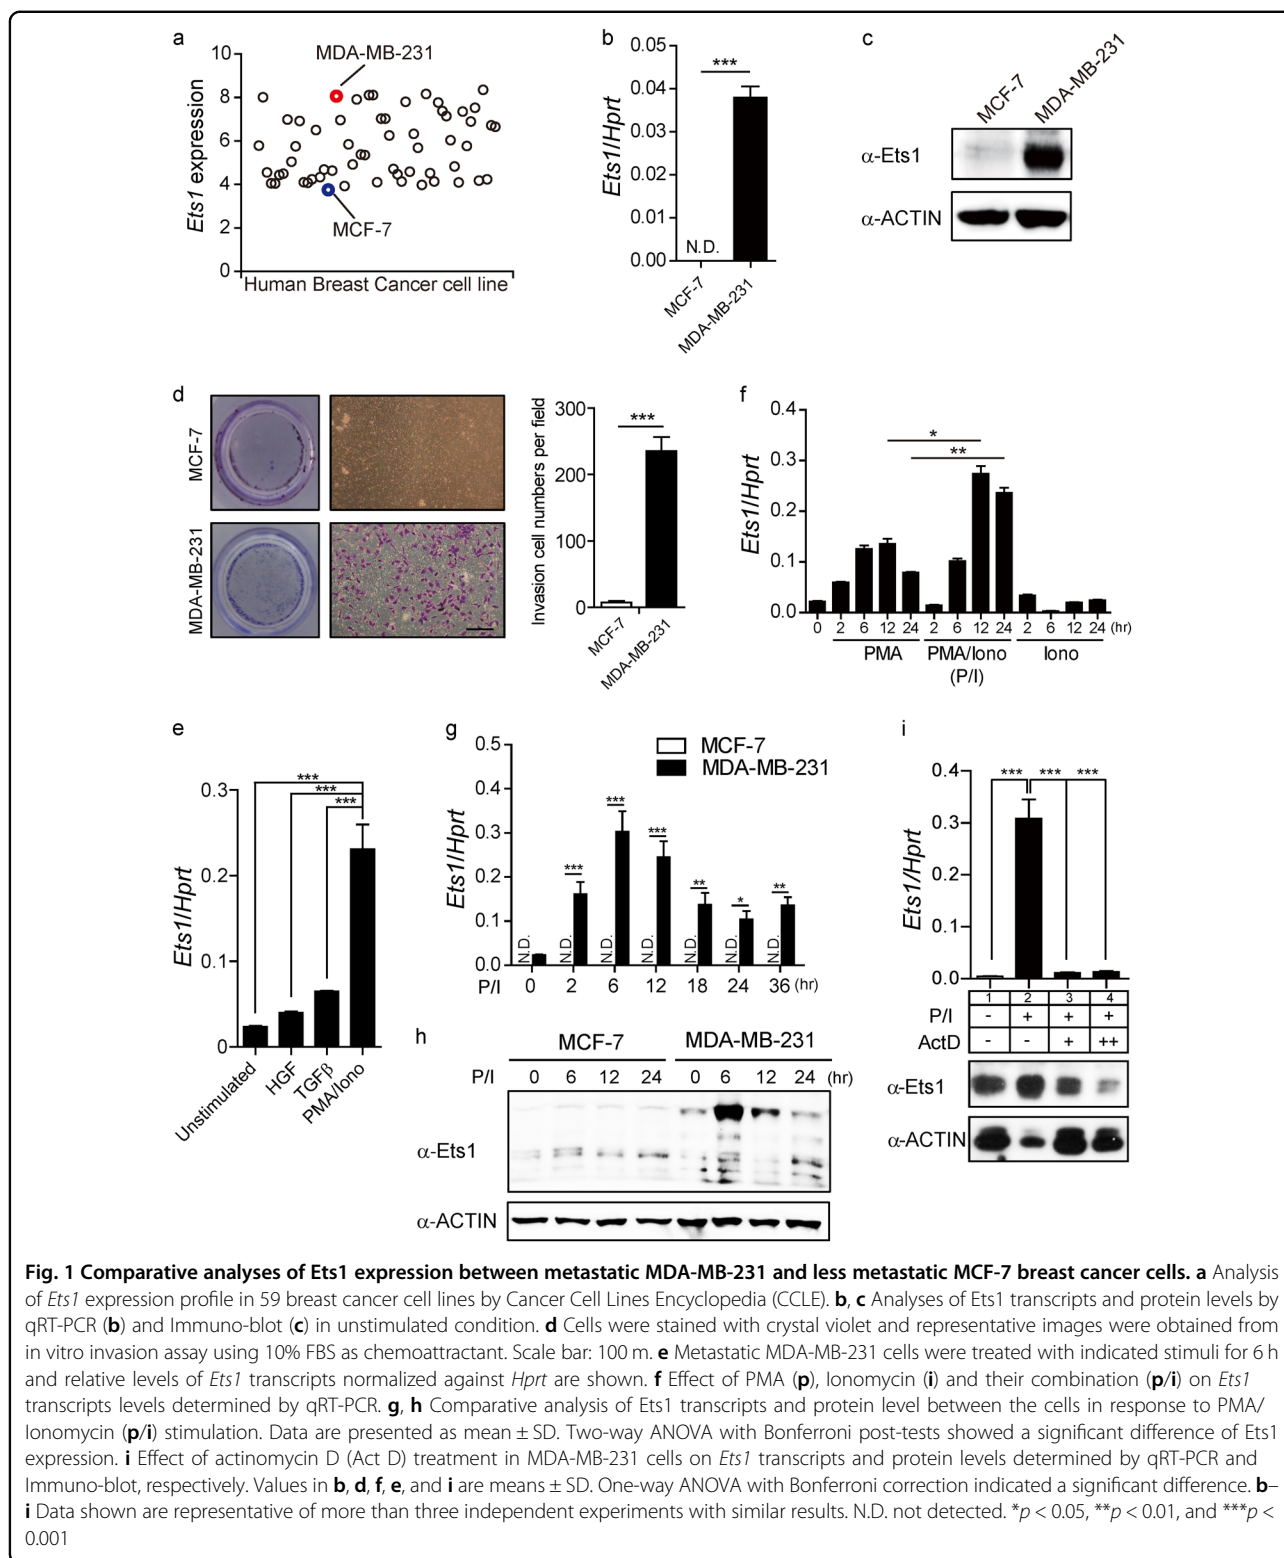 a
MDA-MB-231
10
8
6
4
2
0
Ets1 expression
MCF-7
Human Breast Cancer cell line
b
0.05
0.04
0.03
0.02
0.01
0.00
Ets1/Hprt
***
N.D.
MCF-7
MDA-MB-231
c
MCF-7
MDA-MB-231
α-Ets1
α-ACTIN
d
MCF-7
MDA-MB-231
Invasion cell numbers per field
300
200
100
0
***
MCF-7
MDA-MB-231
f
Ets1/Hprt
0.4
0.3
0.2
0.1
0.0
*
**
0 2 6 12 24 2 6 12 24 2 6 12 24 (hr)
PMA PMA/Iono Iono
(P/I)
e
Ets1/Hprt
0.3
0.2
0.1
0
***
***
***
Unstimulated
HGF
TGFβ
PMA/Iono
g
MCF-7
MDA-MB-231
Ets1/Hprt
0.5
0.4
0.3
0.2
0.1
0.0
*** *** *** ** * **
N.D. N.D. N.D. N.D. N.D. N.D. N.D.
P/I 0 2 6 12 18 24 36 (hr)
h
MCF-7 MDA-MB-231
P/I 0 6 12 24 0 6 12 24 (hr)
α-Ets1
α-ACTIN
i
Ets1/Hprt
0.4
0.3
0.2
0.1
0.0
*** *** ***
1 2 3 4
P/I - + + +
ActD - - + ++
α-Ets1
α-ACTIN
Fig. 1 Comparative analyses of Ets1 expression between metastatic MDA-MB-231 and less metastatic MCF-7 breast cancer cells. a Analysis
of Ets1 expression profile in 59 breast cancer cell lines by Cancer Cell Lines Encyclopedia (CCLE). b, c Analyses of Ets1 transcripts and protein levels by
qRT-PCR (b) and Immuno-blot (c) in unstimulated condition. d Cells were stained with crystal violet and representative images were obtained from
in vitro invasion assay using 10% FBS as chemoattractant. Scale bar: 100 m. e Metastatic MDA-MB-231 cells were treated with indicated stimuli for 6 h
and relative levels of Ets1 transcripts normalized against Hprt are shown. f Effect of PMA (p), Ionomycin (i) and their combination (p/i) on Ets1
transcripts levels determined by qRT-PCR. g, h Comparative analysis of Ets1 transcripts and protein level between the cells in response to PMA/
Ionomycin (p/i) stimulation. Data are presented as mean ± SD. Two-way ANOVA with Bonferroni post-tests showed a significant difference of Ets1
expression. i Effect of actinomycin D (Act D) treatment in MDA-MB-231 cells on Ets1 transcripts and protein levels determined by qRT-PCR and
Immuno-blot, respectively. Values in b, d, f, e, and i are means ± SD. One-way ANOVA with Bonferroni correction indicated a significant difference. b–
i Data shown are representative of more than three independent experiments with similar results. N.D. not detected. *p < 0.05, **p < 0.01, and ***p <
0.001